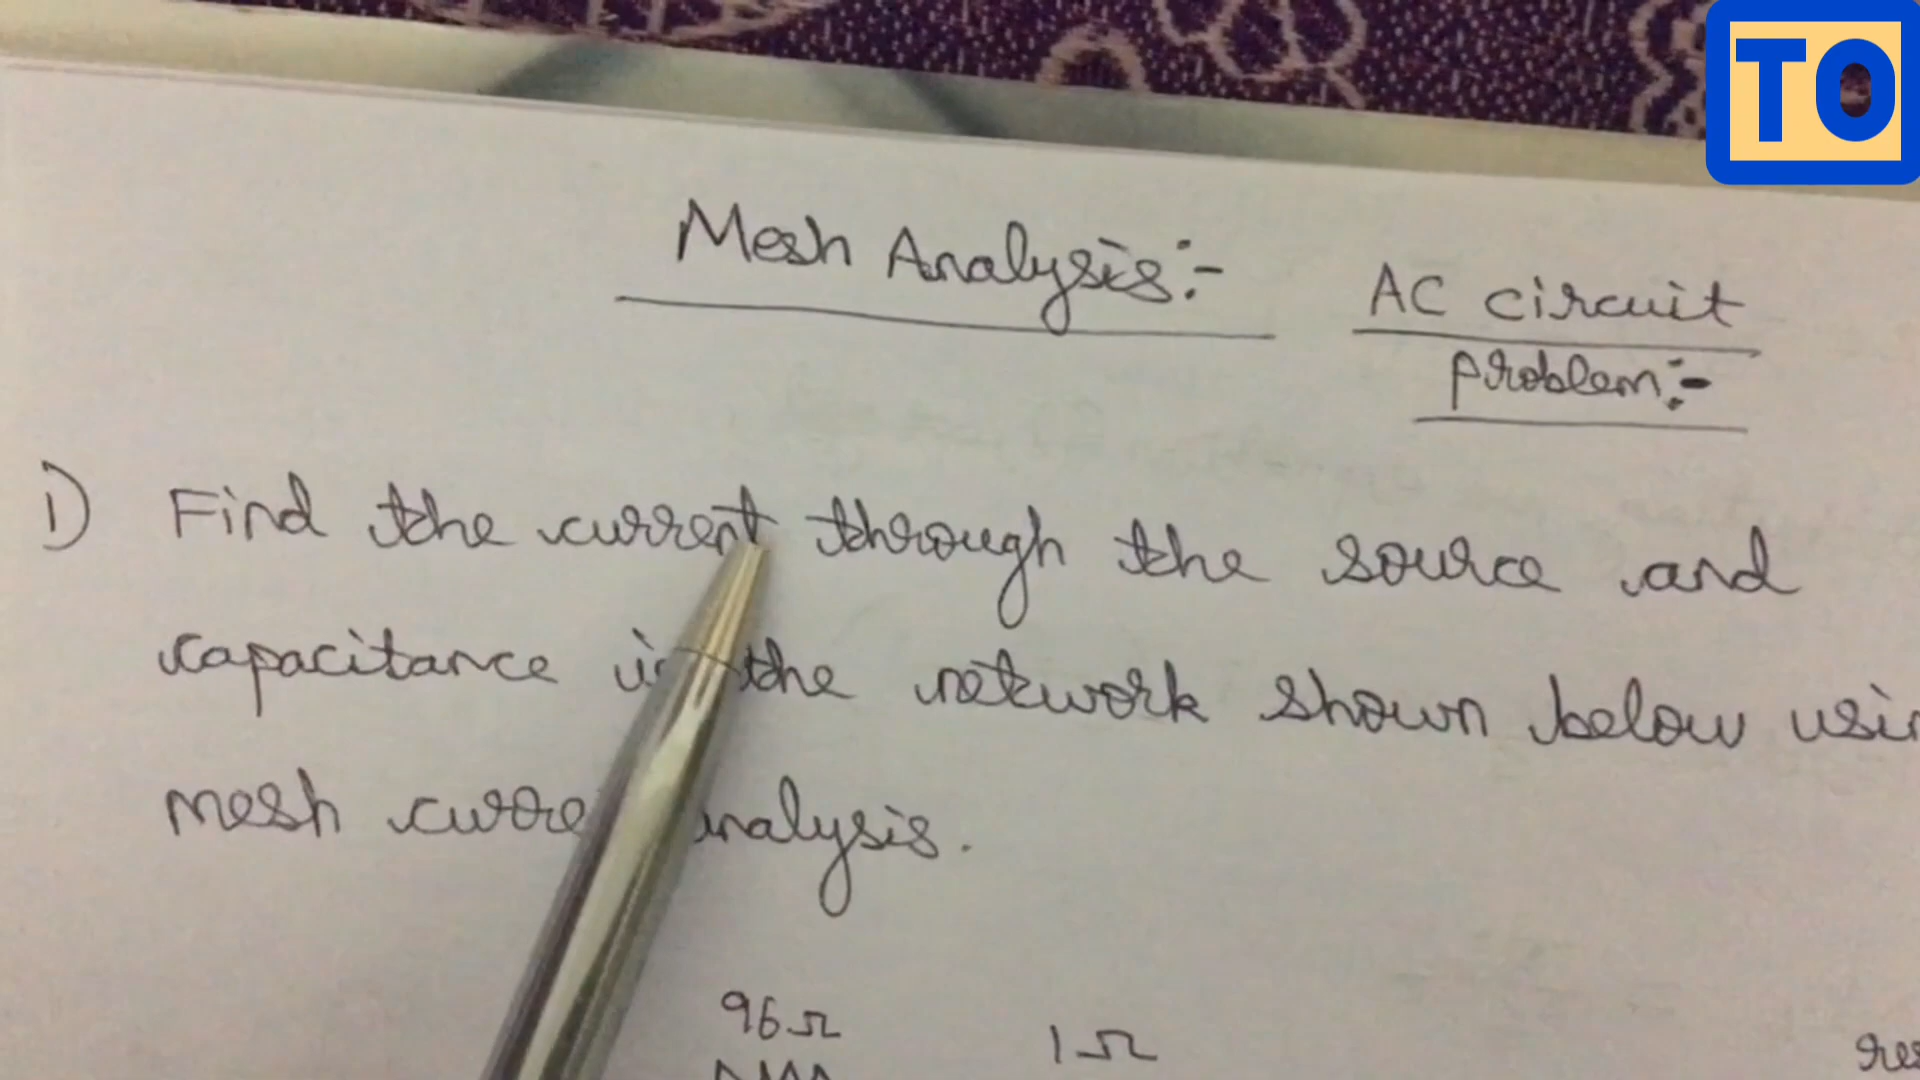 TO
Mesh Analysis:-
AC circuit
problem:-
1) Find the current through the source and
capacitance in the network shown below
mesh analysis.
96Ω
1Ω